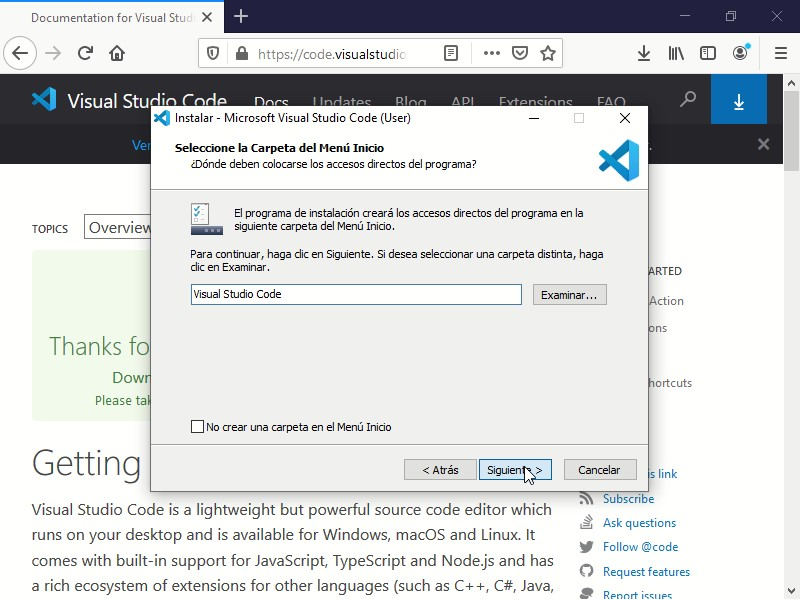 Documentation for Visual Stud
https://code.visualstudio
Visual Studio Code Docs Updates Blog API Extensions FAQ
Ver
Instalar - Microsoft Visual Studio Code (User)
Seleccione la Carpeta del Menú Inicio
¿Dónde deben colocarse los accesos directos del programa?
El programa de instalación creará los accesos directos del programa en la
siguiente carpeta del Menú Inicio.
Para continuar, haga clic en Siguiente. Si desea seleccionar una carpeta distinta, haga
clic en Examinar.
Visual Studio Code
Examinar...
No crear una carpeta en el Menú Inicio
< Atrás
Siguiente >
Cancelar
TOPICS Overview
Thanks fo
Down
Please tak
ARTED
Action
ons
hortcuts
is link
Subscribe
Ask questions
Follow @code
Request features
Report issues
Getting
Visual Studio Code is a lightweight but powerful source code editor which
runs on your desktop and is available for Windows, macOS and Linux. It
comes with built-in support for JavaScript, TypeScript and Node.js and has
a rich ecosystem of extensions for other languages (such as C++, C#, Java,